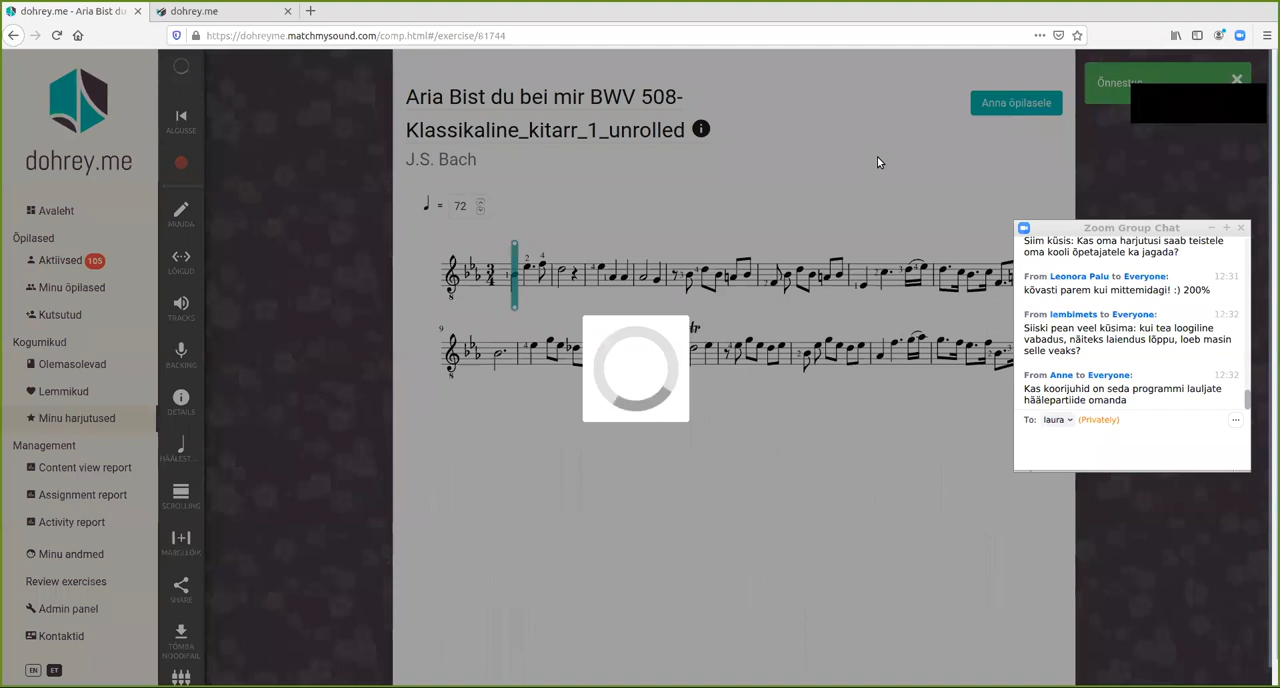 dohrey.me - Aria Bist du
dohrey.me
https://dohreyme.matchmysound.com/comp.html#/exercise/81744
dohrey.me
Avaleht
Õpilased
Aktiivsed 105
Minu õpilased
Kutsutud
Kogumikud
Olemasolevad
Lemmikud
Minu harjutused
Management
Content view report
Assignment report
Activity report
Minu andmed
Review exercises
Admin panel
Kontaktid
EN ET
ALGUSSE
MUUDA
LÕIGUD
TRACKS
BACKING
DETAILS
HÄÄLEST...
SCROLLING
SHARE
TÕMBA
NOODIFAIL
Aria Bist du bei mir BWV 508-
Klassikaline_kitarr_1_unrolled
J.S. Bach
Anna õpilasele
= 72
9
tr
Zoom Group Chat
Siim küsis: Kas oma harjutusi saab teistele
oma kooli õpetajatele ka jagada?
From Leonora Palu to Everyone: 12:31
kõvasti parem kui mittemidagi! :) 200%
From lembimets to Everyone: 12:32
Siiski pean veel küsima: kui tea loogiline
vabadus, näiteks laiendus lõppu, loeb masin
selle veaks?
From Anne to Everyone: 12:32
Kas koorijuhid on seda programmi lauljate
häälepartiide omanda
To: laura (Privately)